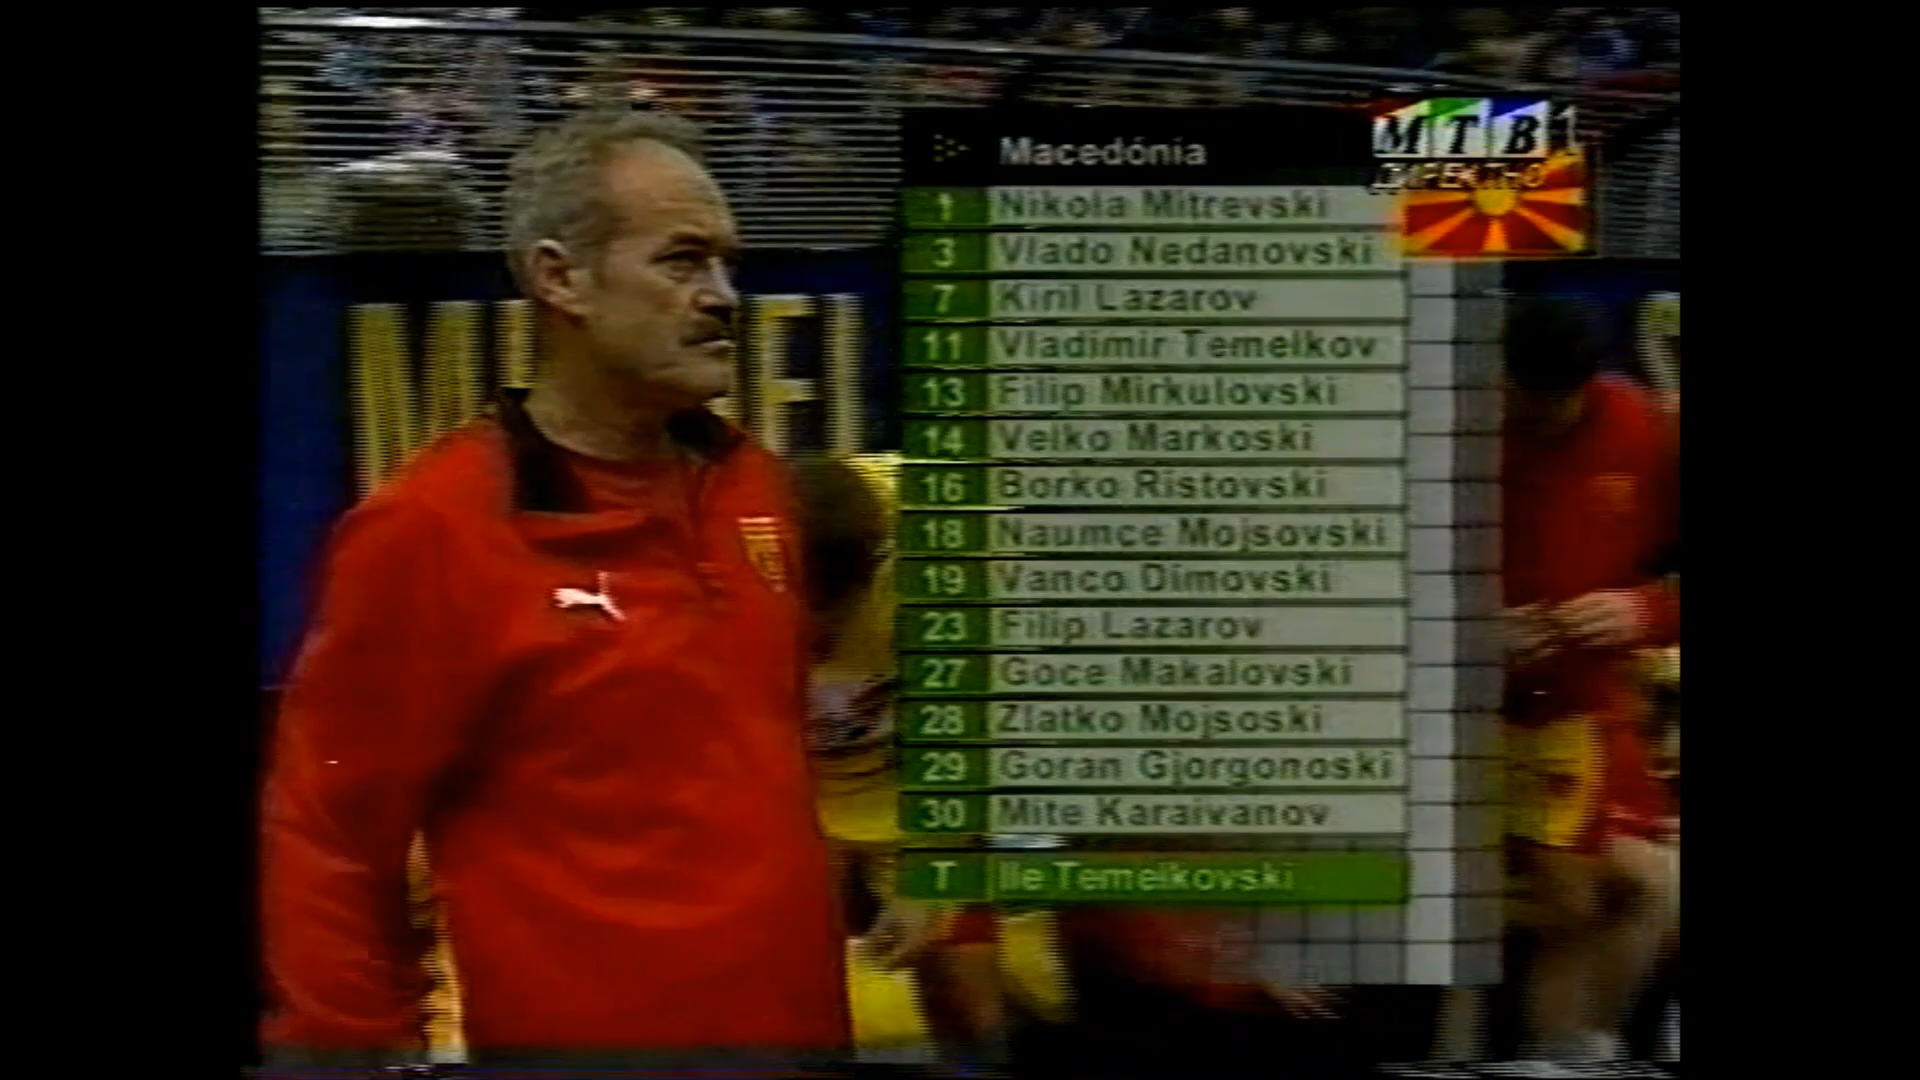 Macedónia
1 Nikola Mitrevski
3 Vlado Nedanovski
7 Kiril Lazarov
11 Vladimir Temelkov
13 Filip Mirkulovski
14 Velko Markoski
16 Borko Ristovski
18 Naumce Mojsovski
19 Vanco Dimovski
23 Filip Lazarov
27 Goce Makalovski
28 Zlatko Mojsoski
29 Goran Gjorgonoski
30 Mite Karaivanov
T Ile Temelkovski
МТВ 1
ДИРЕКТНО